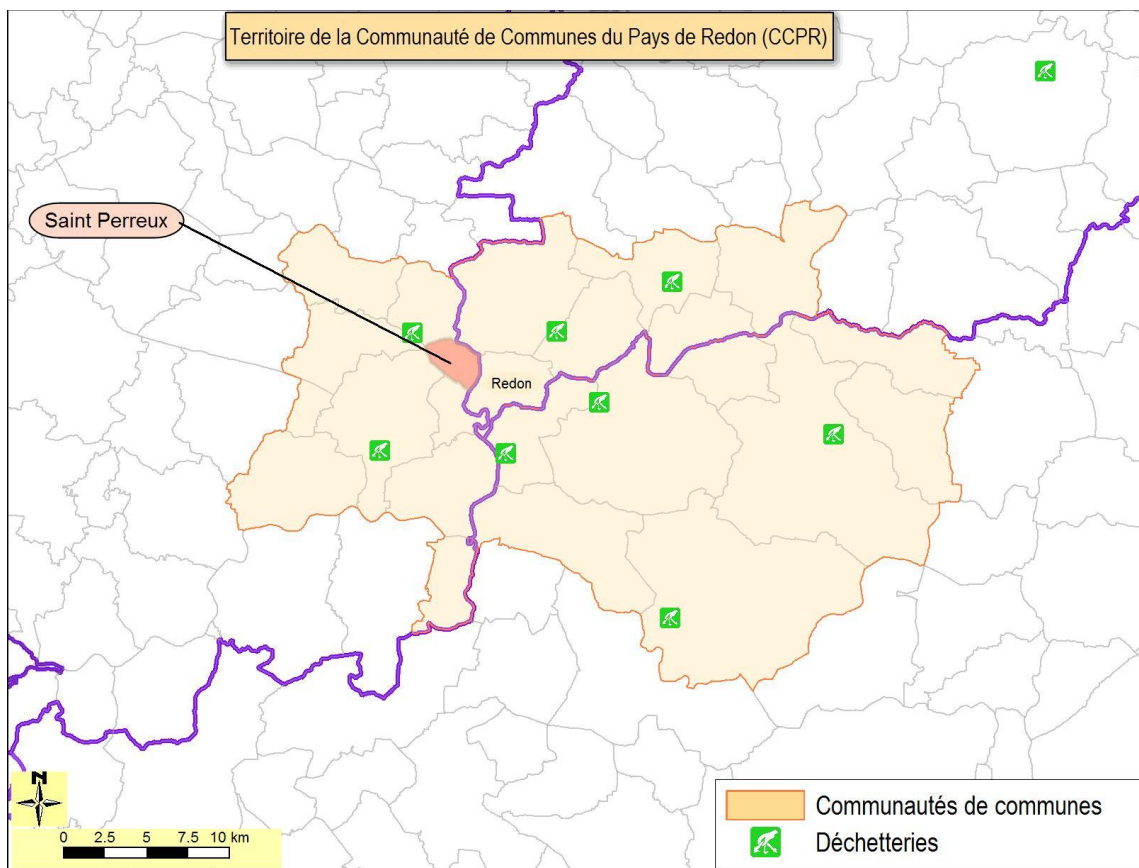 Territoire de la Communauté de Communes du Pays de Redon (CCPR)
Saint Perreux
Redon
N
0 2.5 5 7.5 10 km
Communautés de communes
Déchetteries